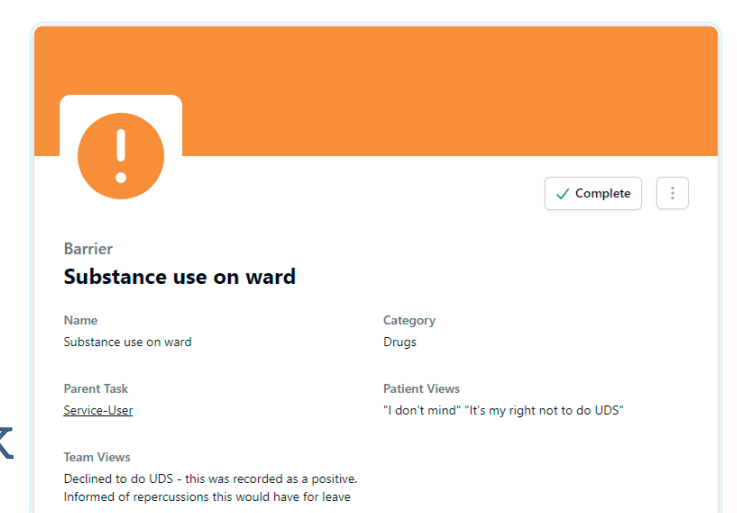 Complete
Barrier
Substance use on ward
Name
Substance use on ward
Category
Drugs
Parent Task
Service-User
Patient Views
"I don't mind" "It's my right not to do UDS"
Team Views
Declined to do UDS - this was recorded as a positive.
Informed of repercussions this would have for leave